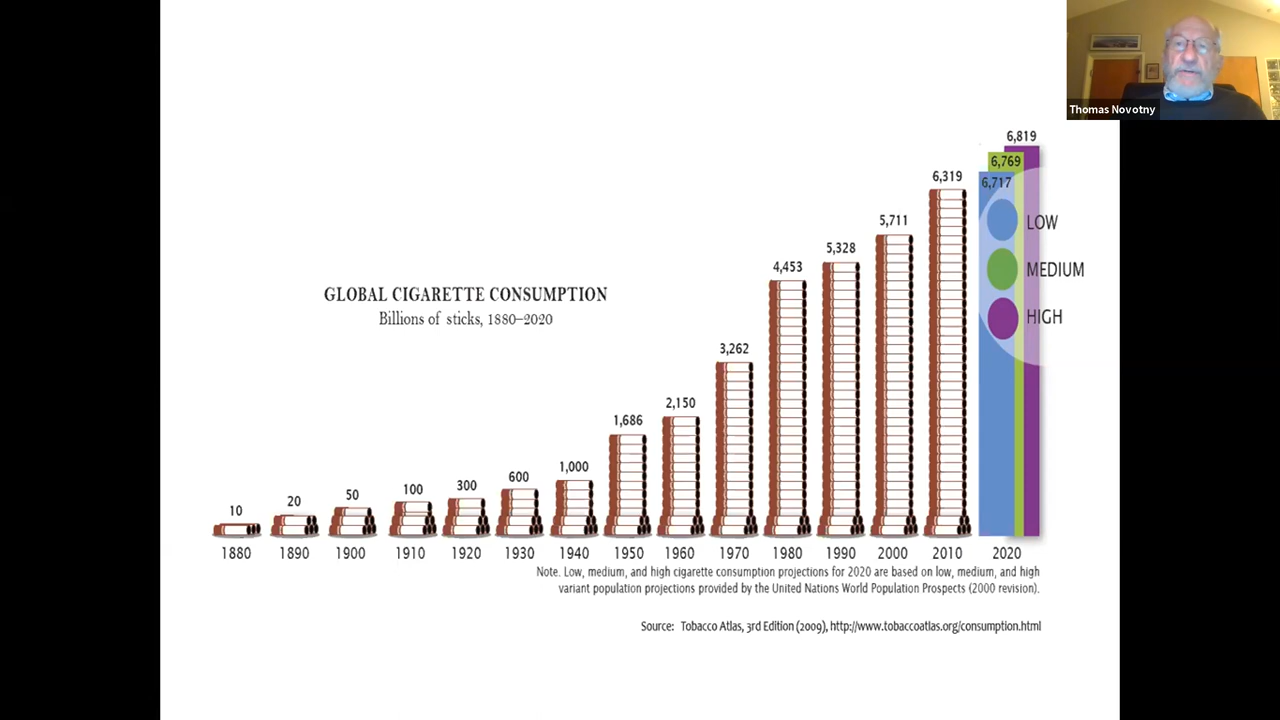 Thomas Novotny
GLOBAL CIGARETTE CONSUMPTION
Billions of sticks, 1880–2020
10
20
50
100
300
600
1,000
1,686
2,150
3,262
4,453
5,328
5,711
6,319
6,717
6,769
6,819
LOW
MEDIUM
HIGH
1880 1890 1900 1910 1920 1930 1940 1950 1960 1970 1980 1990 2000 2010 2020
Note. Low, medium, and high cigarette consumption projections for 2020 are based on low, medium, and high
variant population projections provided by the United Nations World Population Prospects (2000 revision).
Source: Tobacco Atlas, 3rd Edition (2009), http://www.tobaccoatlas.org/consumption.html